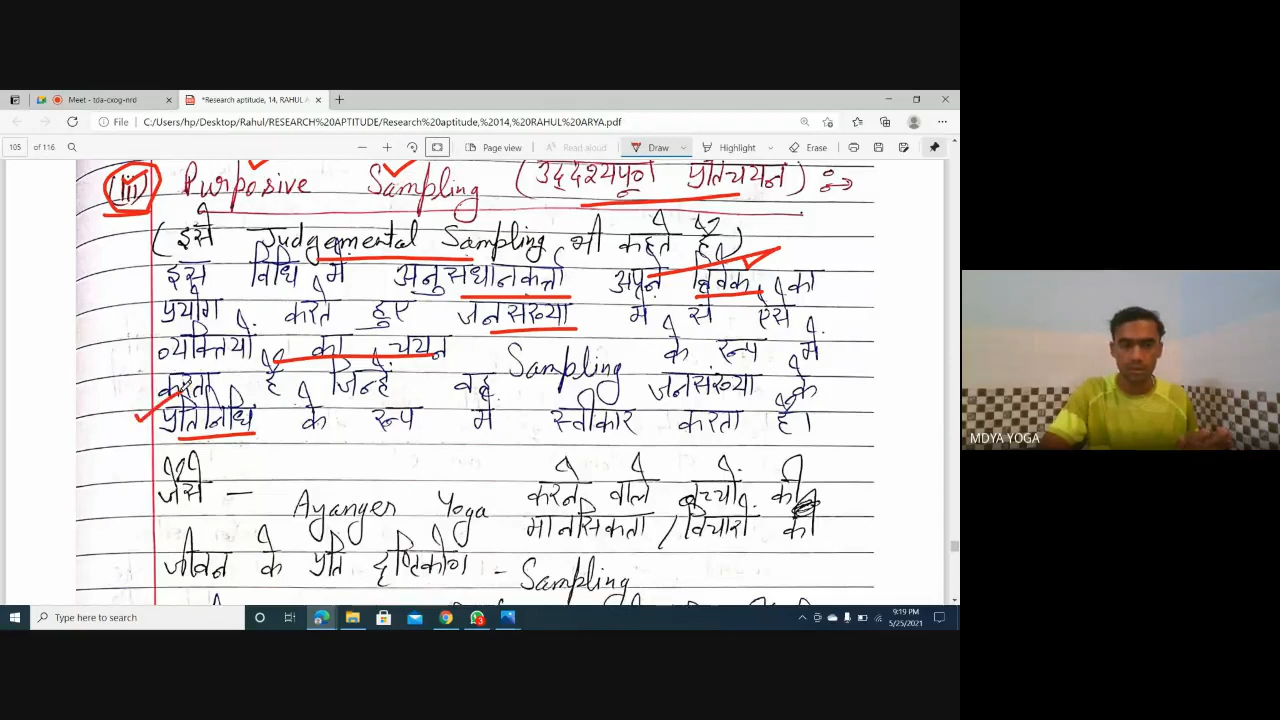 Meet - tda-cxog-nrd
*Research aptitude, 14, RAHUL A
File C:/Users/hp/Desktop/Rahul/RESEARCH%20APTITUDE/Research%20aptitude,%2014,%20RAHUL%20ARYA.pdf
105 of 116 Page view Read aloud Draw Highlight Erase
(iii) Purposive Sampling (उद्देश्यपूर्ण प्रतिचयन) :→
(इसे Judgemental Sampling भी कहते हैं)
इस विधि में अनुसंधानकर्त्ता अपने विवेक का
प्रयोग करते हुए जनसंख्या में से ऐसे
व्यक्तियों का चयन Sampling के रूप में
करता है जिन्हें वह जनसंख्या के
प्रतिनिधि के रूप में स्वीकार करता है।
जैसे - Ayanger Yoga करने वाले बच्चों की
मानसिकता / विचारों की
जीवन के प्रति दृष्टिकोण - Sampling
MDYA YOGA
Type here to search
9:19 PM
5/25/2021